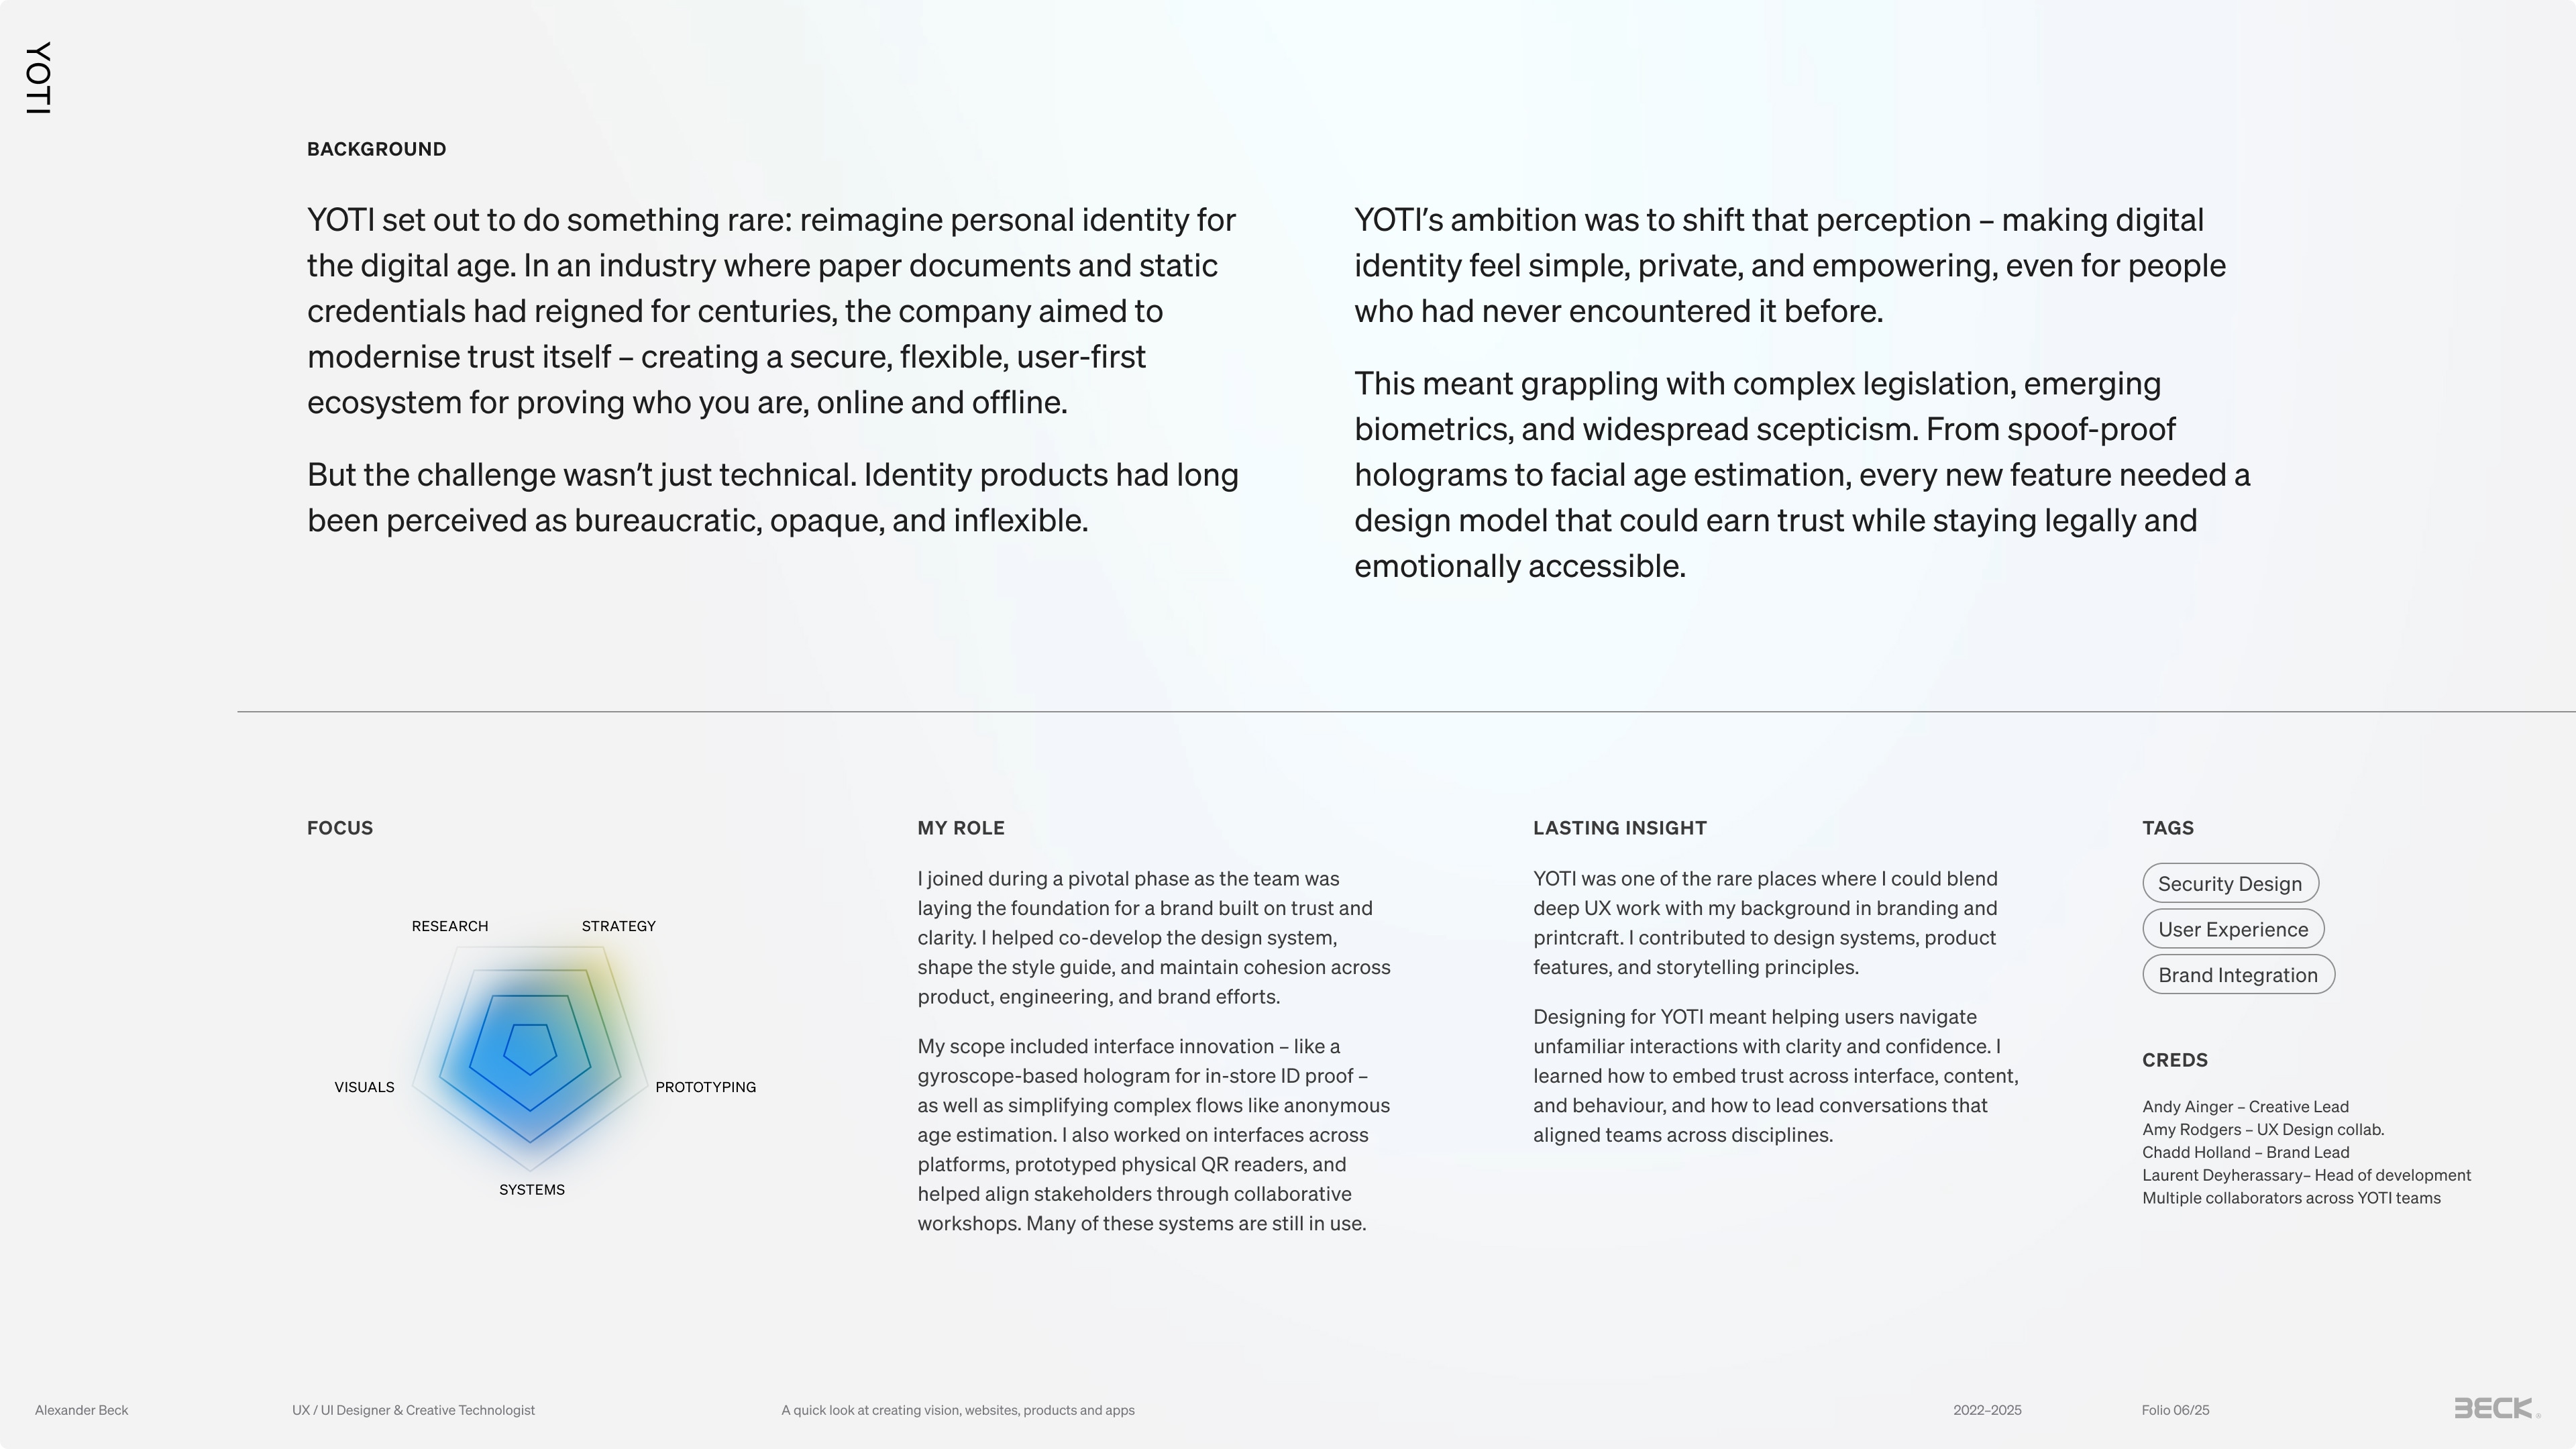 YOTI
BACKGROUND
YOTI set out to do something rare: reimagine personal identity for
the digital age. In an industry where paper documents and static
credentials had reigned for centuries, the company aimed to
modernise trust itself – creating a secure, flexible, user-first
ecosystem for proving who you are, online and offline.
But the challenge wasn’t just technical. Identity products had long
been perceived as bureaucratic, opaque, and inflexible.
YOTI’s ambition was to shift that perception – making digital
identity feel simple, private, and empowering, even for people
who had never encountered it before.
This meant grappling with complex legislation, emerging
biometrics, and widespread scepticism. From spoof-proof
holograms to facial age estimation, every new feature needed a
design model that could earn trust while staying legally and
emotionally accessible.
FOCUS
RESEARCH
STRATEGY
VISUALS
PROTOTYPING
SYSTEMS
MY ROLE
I joined during a pivotal phase as the team was
laying the foundation for a brand built on trust and
clarity. I helped co-develop the design system,
shape the style guide, and maintain cohesion across
product, engineering, and brand efforts.
My scope included interface innovation – like a
gyroscope-based hologram for in-store ID proof –
as well as simplifying complex flows like anonymous
age estimation. I also worked on interfaces across
platforms, prototyped physical QR readers, and
helped align stakeholders through collaborative
workshops. Many of these systems are still in use.
LASTING INSIGHT
YOTI was one of the rare places where I could blend
deep UX work with my background in branding and
printcraft. I contributed to design systems, product
features, and storytelling principles.
Designing for YOTI meant helping users navigate
unfamiliar interactions with clarity and confidence. I
learned how to embed trust across interface, content,
and behaviour, and how to lead conversations that
aligned teams across disciplines.
TAGS
Security Design
User Experience
Brand Integration
CREDS
Andy Ainger – Creative Lead
Amy Rodgers – UX Design collab.
Chadd Holland – Brand Lead
Laurent Deyherassary– Head of development
Multiple collaborators across YOTI teams
Alexander Beck
UX / UI Designer & Creative Technologist
A quick look at creating vision, websites, products and apps
2022–2025
Folio 06/25
BECK®